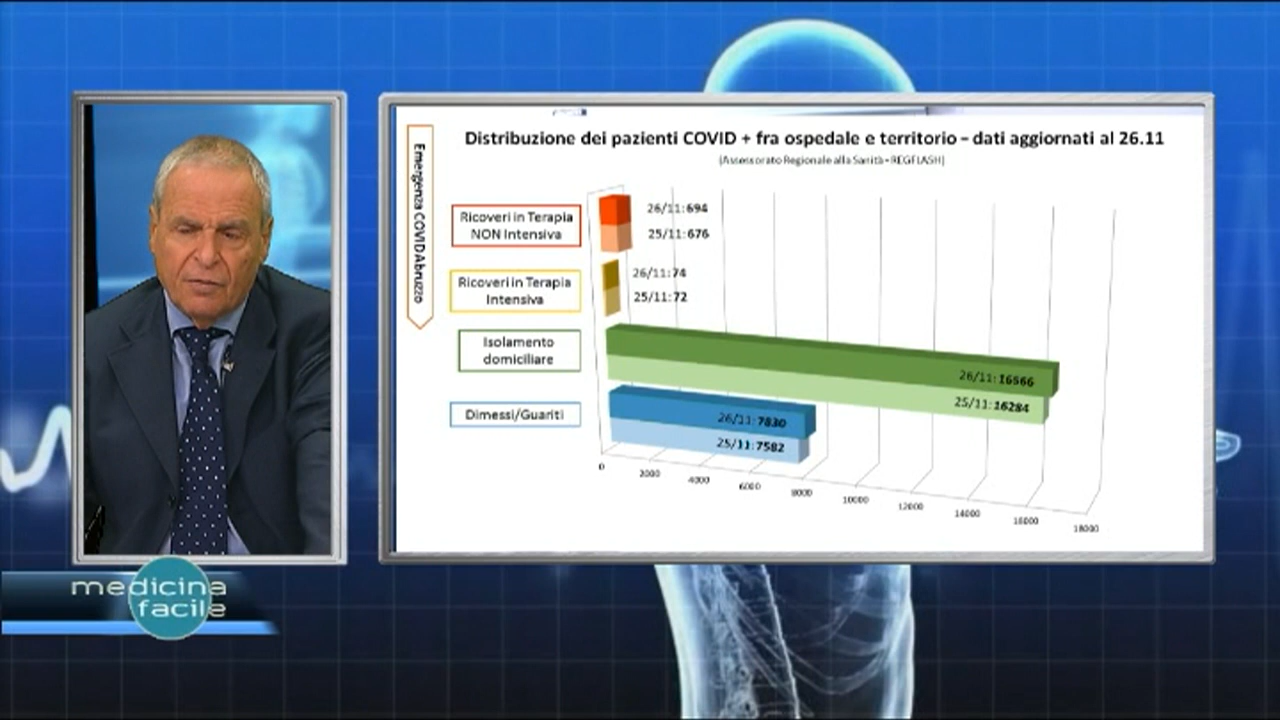 Distribuzione dei pazienti COVID + fra ospedale e territorio – dati aggiornati al 26.11
(Assessorato Regionale alla Sanità - REGFLASH)
Emergenza COVID Abruzzo
Ricoveri in Terapia
NON Intensiva
26/11: 694
25/11: 676
Ricoveri in Terapia
Intensiva
26/11: 74
25/11: 72
Isolamento
domiciliare
26/11: 16566
25/11: 16284
Dimessi/Guariti
26/11: 7830
25/11: 7582
0 2000 4000 6000 8000 10000 12000 14000 16000 18000
medicina
facile